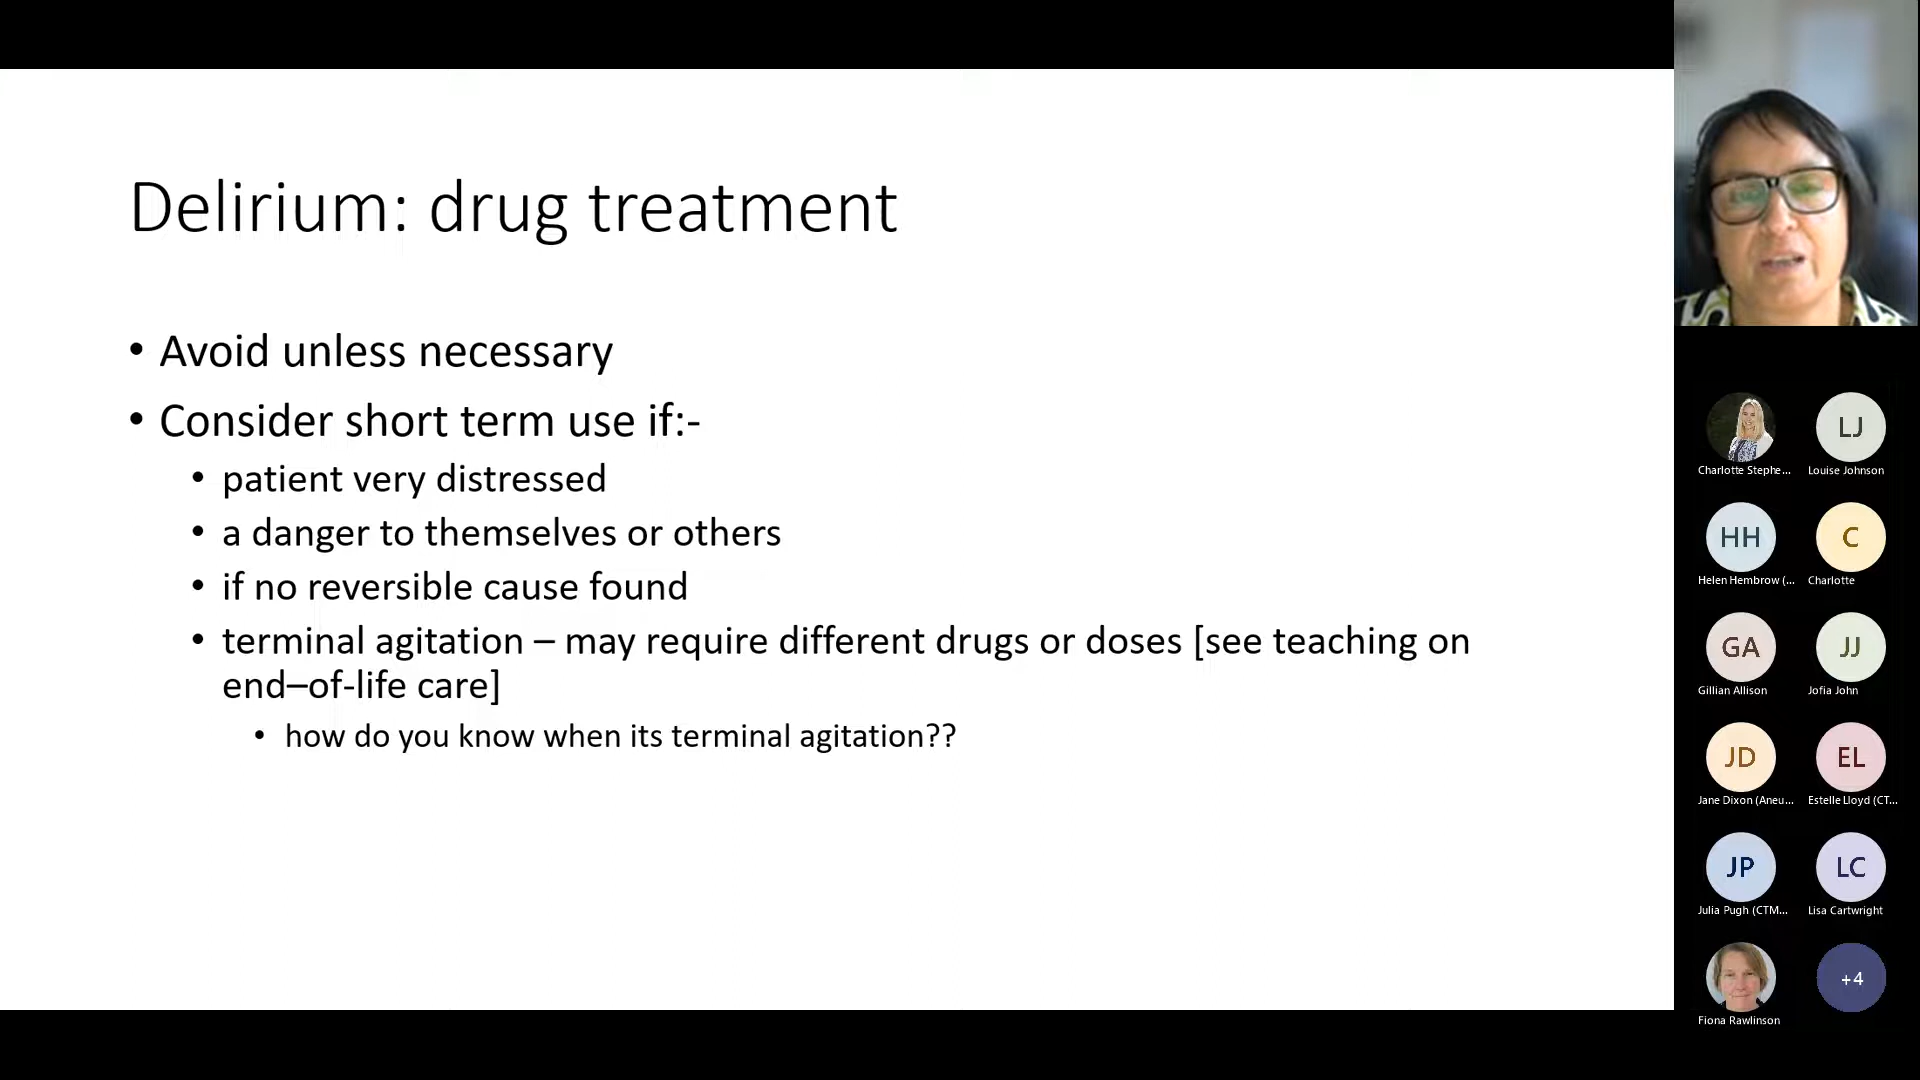 Delirium: drug treatment
• Avoid unless necessary
• Consider short term use if:-
• patient very distressed
• a danger to themselves or others
• if no reversible cause found
• terminal agitation – may require different drugs or doses [see teaching on
end–of-life care]
• how do you know when its terminal agitation??
Charlotte Stephe...
LJ
Louise Johnson
HH
Helen Hembrow (...
C
Charlotte
GA
Gillian Allison
JJ
Jofia John
JD
Jane Dixon (Aneu...
EL
Estelle Lloyd (CT...
JP
Julia Pugh (CTM...
LC
Lisa Cartwright
Fiona Rawlinson
+4